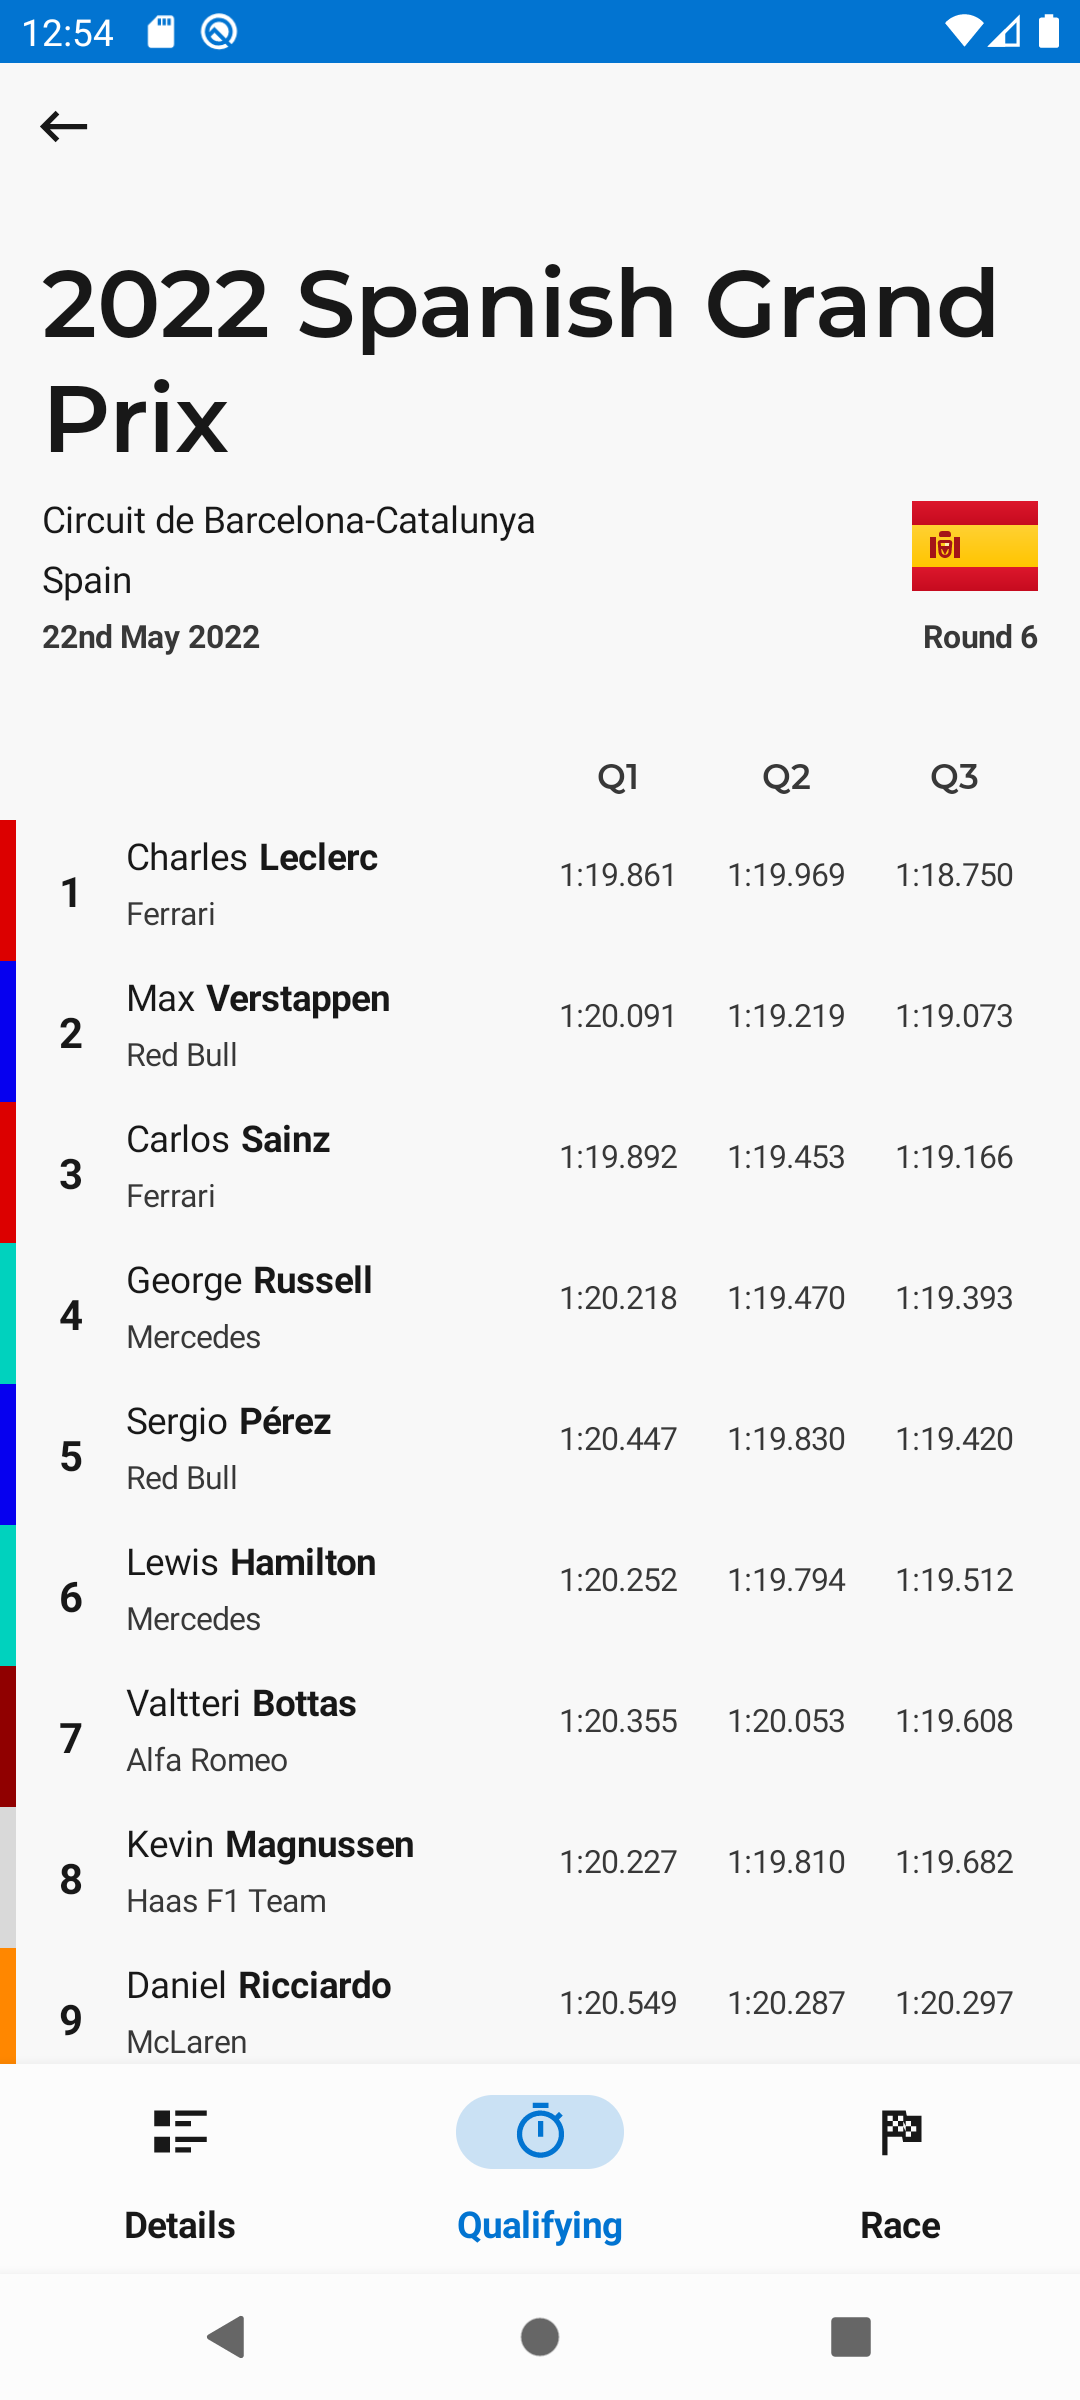 12:54
2022 Spanish Grand
Prix
Circuit de Barcelona-Catalunya
Spain
22nd May 2022 Round 6
Q1 Q2 Q3
1 Charles Leclerc 1:19.861 1:19.969 1:18.750
Ferrari
2 Max Verstappen 1:20.091 1:19.219 1:19.073
Red Bull
3 Carlos Sainz 1:19.892 1:19.453 1:19.166
Ferrari
4 George Russell 1:20.218 1:19.470 1:19.393
Mercedes
5 Sergio Pérez 1:20.447 1:19.830 1:19.420
Red Bull
6 Lewis Hamilton 1:20.252 1:19.794 1:19.512
Mercedes
7 Valtteri Bottas 1:20.355 1:20.053 1:19.608
Alfa Romeo
8 Kevin Magnussen 1:20.227 1:19.810 1:19.682
Haas F1 Team
9 Daniel Ricciardo 1:20.549 1:20.287 1:20.297
McLaren
Details Qualifying Race